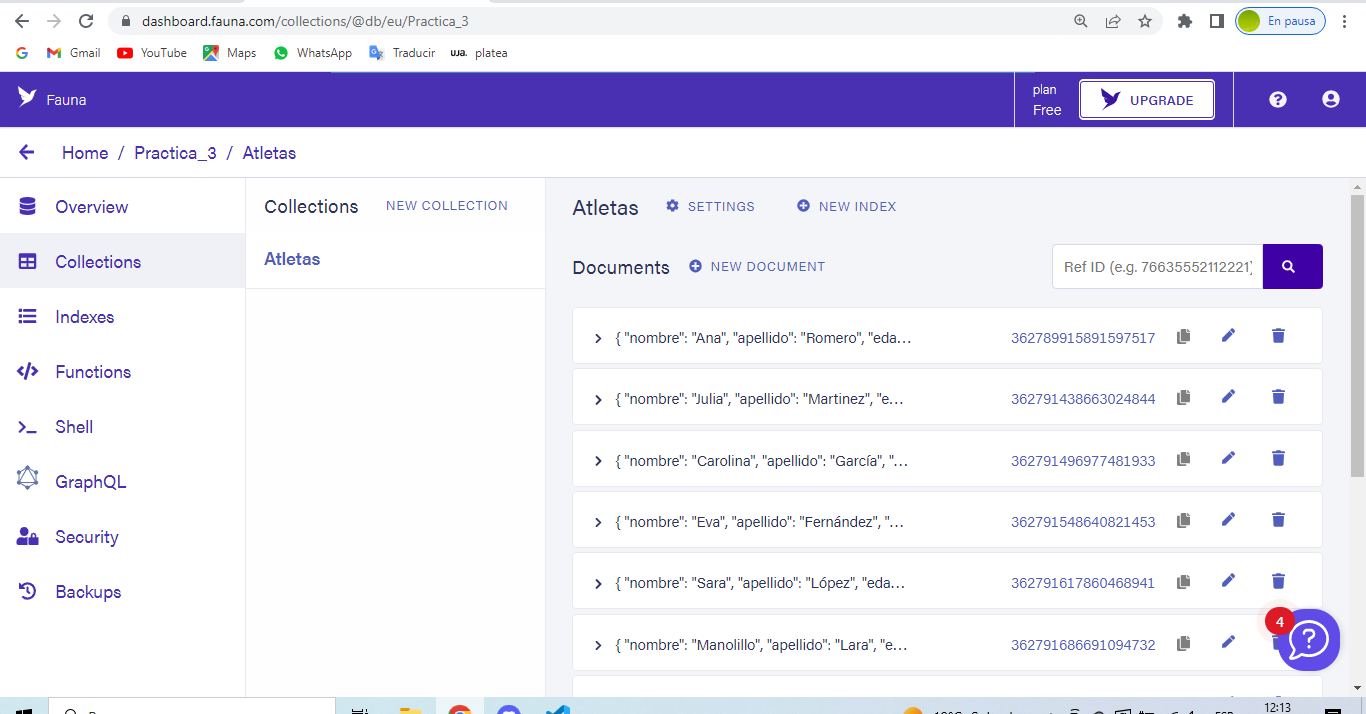 dashboard.fauna.com/collections/@db/eu/Practica_3
En pausa
Gmail
YouTube
Maps
WhatsApp
Traducir
uja. platea
Fauna
plan
Free
UPGRADE
Home / Practica_3 / Atletas
Overview
Collections
Indexes
Functions
Shell
GraphQL
Security
Backups
Collections NEW COLLECTION
Atletas
Atletas SETTINGS NEW INDEX
Documents NEW DOCUMENT
Ref ID (e.g. 76635552112221)
{ "nombre": "Ana", "apellido": "Romero", "eda… 362789915891597517
{ "nombre": "Julia", "apellido": "Martinez", "e… 362791438663024844
{ "nombre": "Carolina", "apellido": "García", "… 362791496977481933
{ "nombre": "Eva", "apellido": "Fernández", "… 362791548640821453
{ "nombre": "Sara", "apellido": "López", "eda… 362791617860468941
{ "nombre": "Manolillo", "apellido": "Lara", "e… 362791686691094732
4
12:13